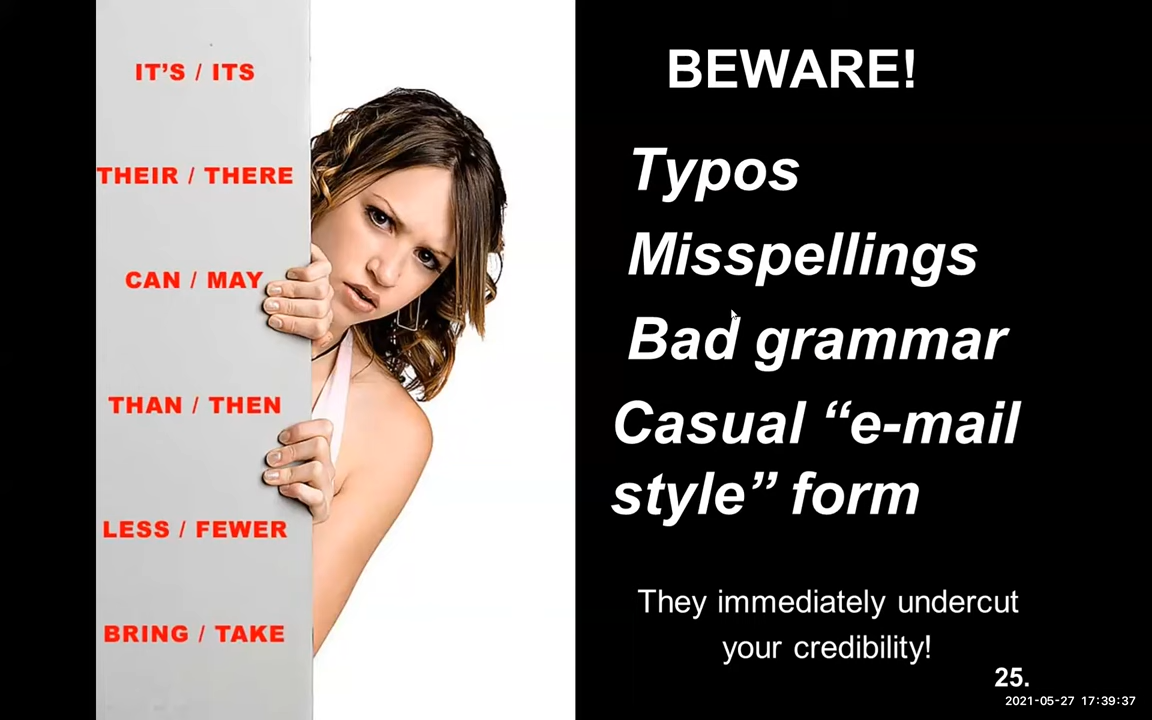 IT’S / ITS
THEIR / THERE
CAN / MAY
THAN / THEN
LESS / FEWER
BRING / TAKE
BEWARE!
Typos
Misspellings
Bad grammar
Casual “e-mail
style” form
They immediately undercut
your credibility!
25.
2021-05-27 17:39:37